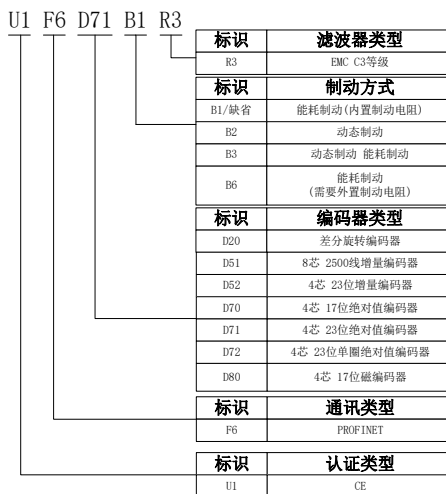 U1 F6 D71 B1 R3
标识 滤波器类型
R3 EMC C3等级
标识 制动方式
B1/缺省 能耗制动(内置制动电阻)
B2 动态制动
B3 动态制动 能耗制动
B6 能耗制动
(需要外置制动电阻)
标识 编码器类型
D20 差分旋转编码器
D51 8芯 2500线增量编码器
D52 4芯 23位增量编码器
D70 4芯 17位绝对值编码器
D71 4芯 23位绝对值编码器
D72 4芯 23位单圈绝对值编码器
D80 4芯 17位磁编码器
标识 通讯类型
F6 PROFINET
标识 认证类型
U1 CE